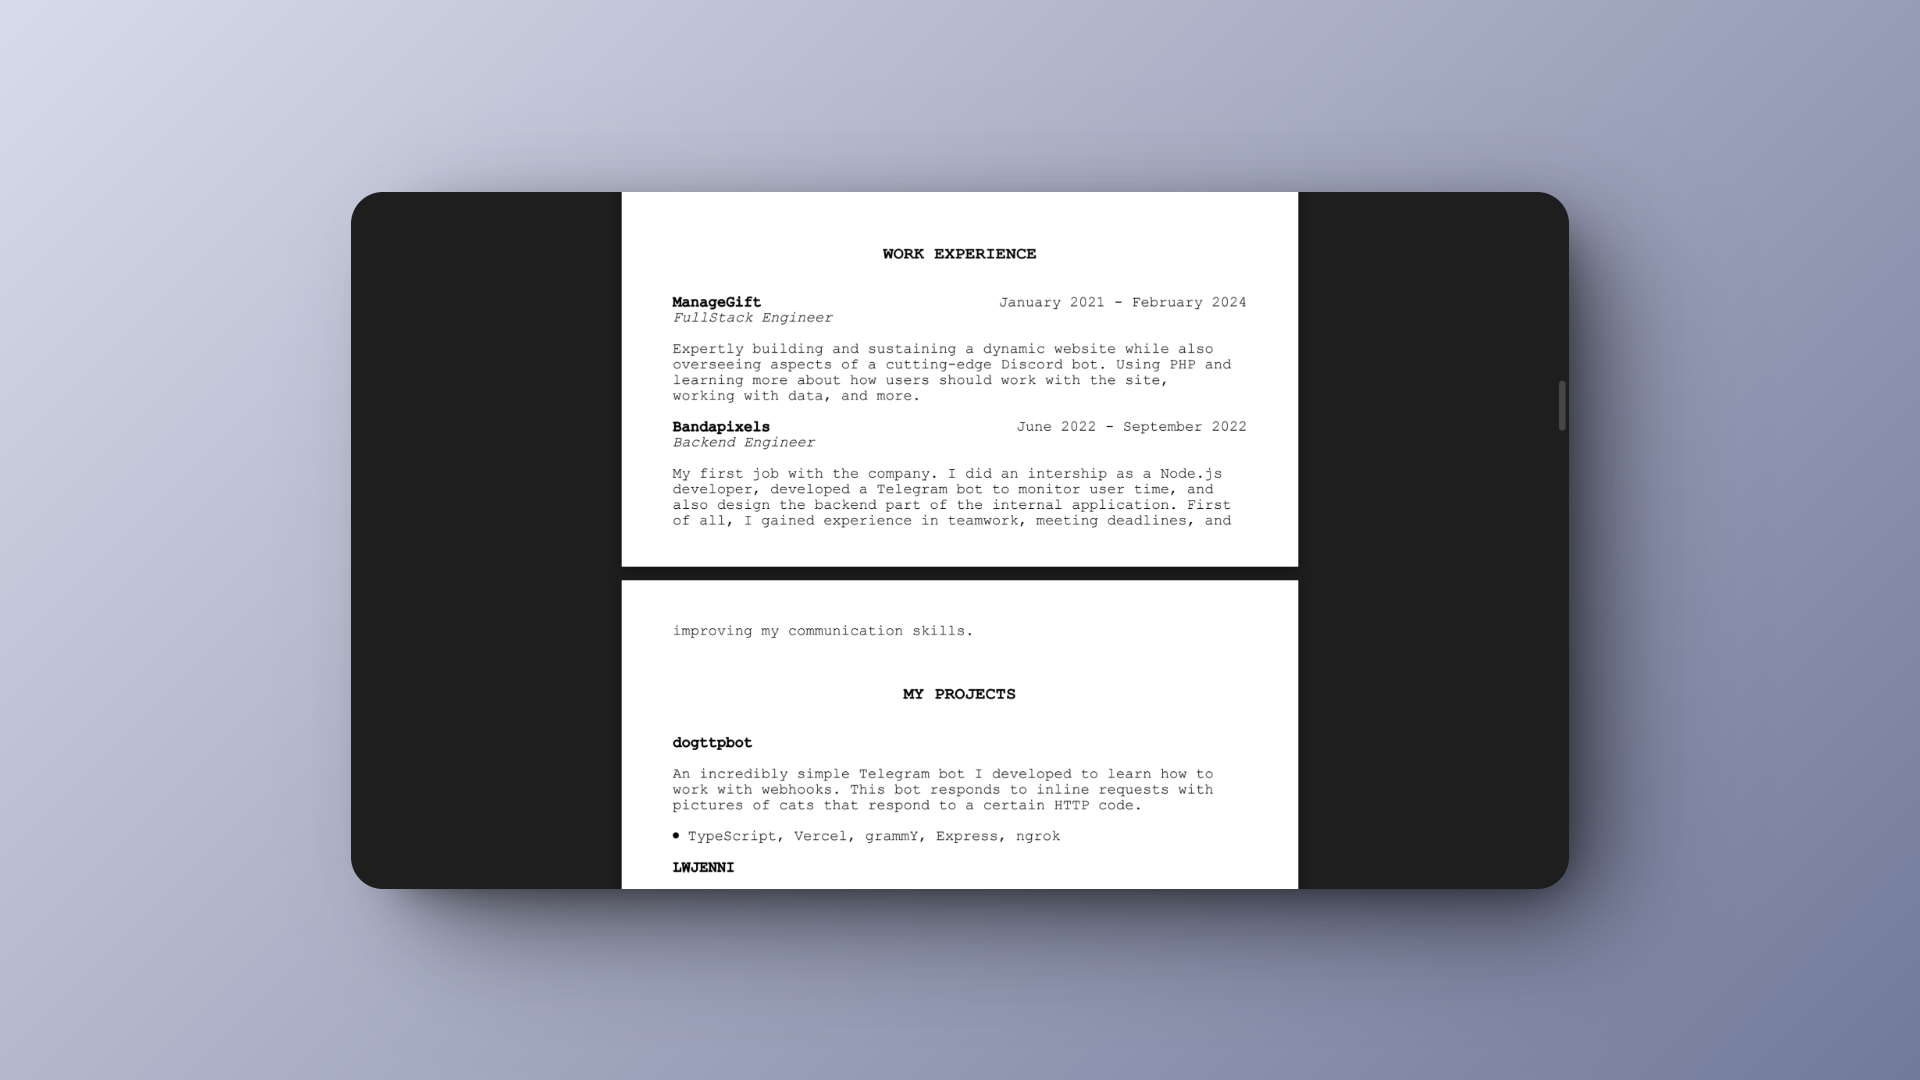 WORK EXPERIENCE
ManageGift January 2021 - February 2024
FullStack Engineer
Expertly building and sustaining a dynamic website while also
overseeing aspects of a cutting-edge Discord bot. Using PHP and
learning more about how users should work with the site,
working with data, and more.
Bandapixels June 2022 - September 2022
Backend Engineer
My first job with the company. I did an intership as a Node.js
developer, developed a Telegram bot to monitor user time, and
also design the backend part of the internal application. First
of all, I gained experience in teamwork, meeting deadlines, and
improving my communication skills.
MY PROJECTS
dogttpbot
An incredibly simple Telegram bot I developed to learn how to
work with webhooks. This bot responds to inline requests with
pictures of cats that respond to a certain HTTP code.
• TypeScript, Vercel, grammY, Express, ngrok
LWJENNI